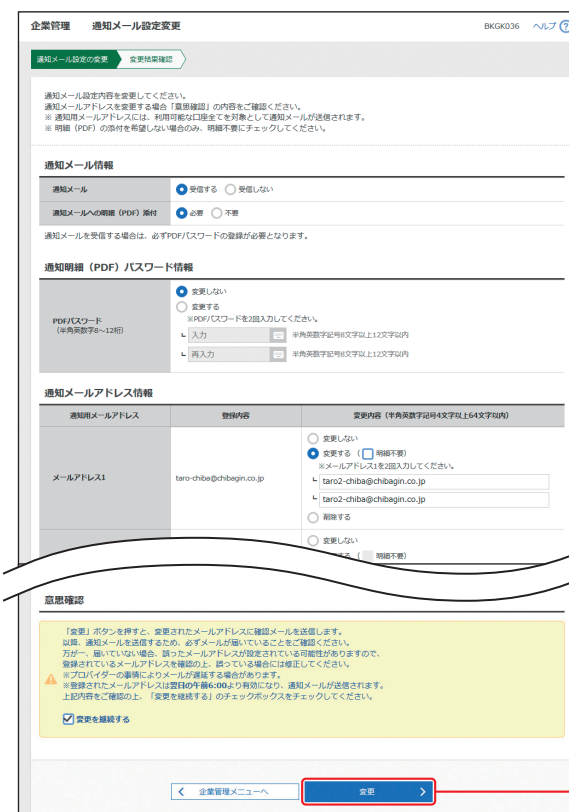 企業管理 通知メール設定変更 BKGK036 ヘルプ ?
通知メール設定の変更 変更結果確認
通知メール設定内容を変更してください。
通知メールアドレスを変更する場合「意思確認」の内容をご確認ください。
※ 通知用メールアドレスには、利用可能な口座全てを対象として通知メールが送信されます。
※ 明細（PDF）の添付を希望しない場合のみ、明細不要にチェックしてください。
通知メール情報
通知メール 受信する 受信しない
通知メールへの明細（PDF）添付 必要 不要
通知メールを受信する場合は、必ずPDFパスワードの登録が必要となります。
通知明細（PDF）パスワード情報
変更しない
変更する
※PDFパスワードを2回入力してください。
PDFパスワード
（半角英数字8～12桁）
入力 半角英数字記号8文字以上12文字以内
再入力 半角英数字記号8文字以上12文字以内
通知メールアドレス情報
通知用メールアドレス 登録内容 変更内容（半角英数字記号4文字以上64文字以内）
変更しない
変更する（ 明細不要）
※メールアドレス1を2回入力してください。
メールアドレス1 taro-chiba@chibagin.co.jp taro2-chiba@chibagin.co.jp
taro2-chiba@chibagin.co.jp
削除する
変更しない
する（ 明細不要）
意思確認
「変更」ボタンを押すと、変更されたメールアドレスに確認メールを送信します。
以降、通知メールを送信するため、必ずメールが届いていることをご確認ください。
万が一、届いていない場合、誤ったメールアドレスが設定されている可能性がありますので、
登録されているメールアドレスを確認の上、誤っている場合には修正してください。
※プロバイダーの事情によりメールが遅延する場合があります。
※登録されたメールアドレスは翌日の午前6:00より有効になり、通知メールが送信されます。
上記内容をご確認の上、「変更を継続する」のチェックボックスをチェックしてください。
変更を継続する
企業管理メニューへ 変更